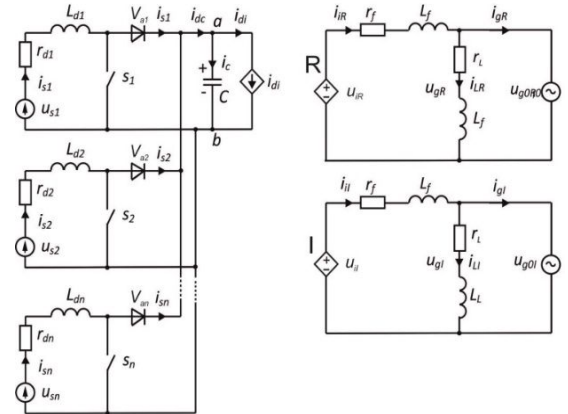 L_d1 V_a1 i_s1 i_dc a i_di
r_d1 i_s1 u_s1 s_1 + - i_c C i_di
b
L_d2 V_a2 i_s2
r_d2 i_s2 u_s2 s_2
L_dn V_an i_sn
r_dn i_sn u_sn s_n
i_iR r_f L_f i_gR
R + - u_iR u_gR r_L i_LR L_f u_g0R0
i_iI r_f L_f i_gI
I + - u_iI u_gI r_L i_LI L_L u_g0I